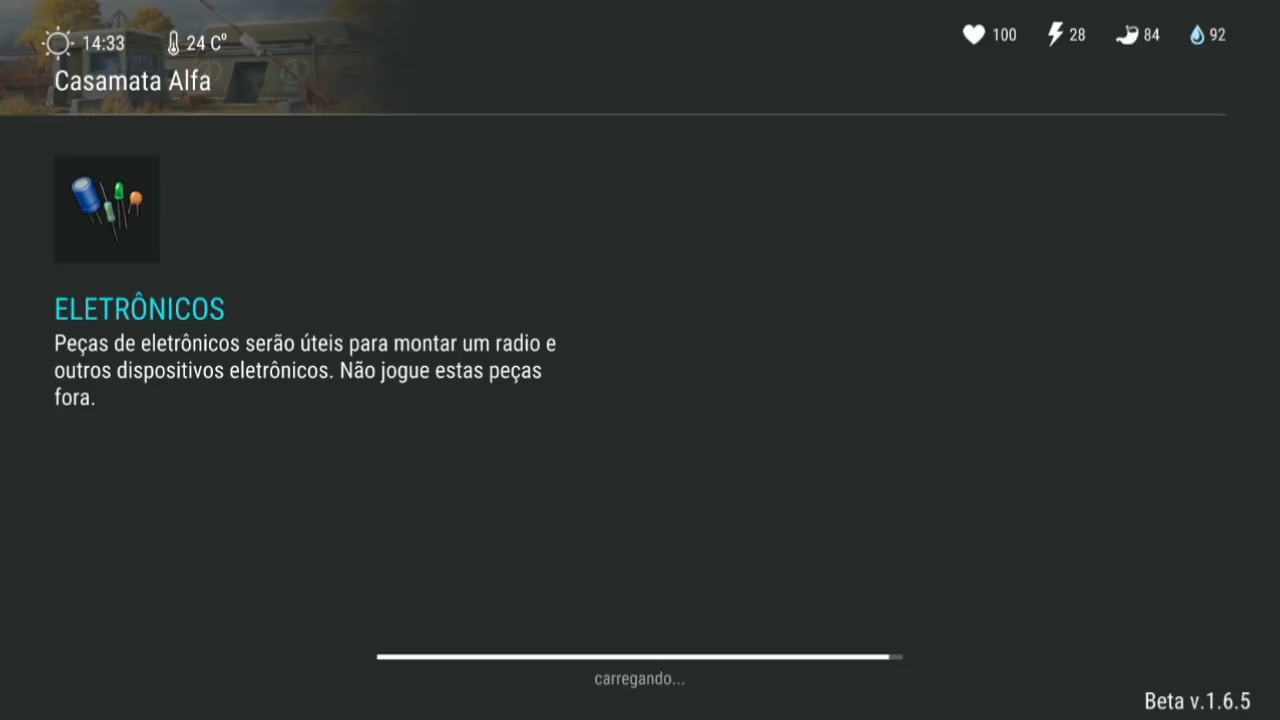 14:33 24 Cº
100 28 84 92
Casamata Alfa
ELETRÔNICOS
Peças de eletrônicos serão úteis para montar um radio e
outros dispositivos eletrônicos. Não jogue estas peças
fora.
carregando...
Beta v.1.6.5